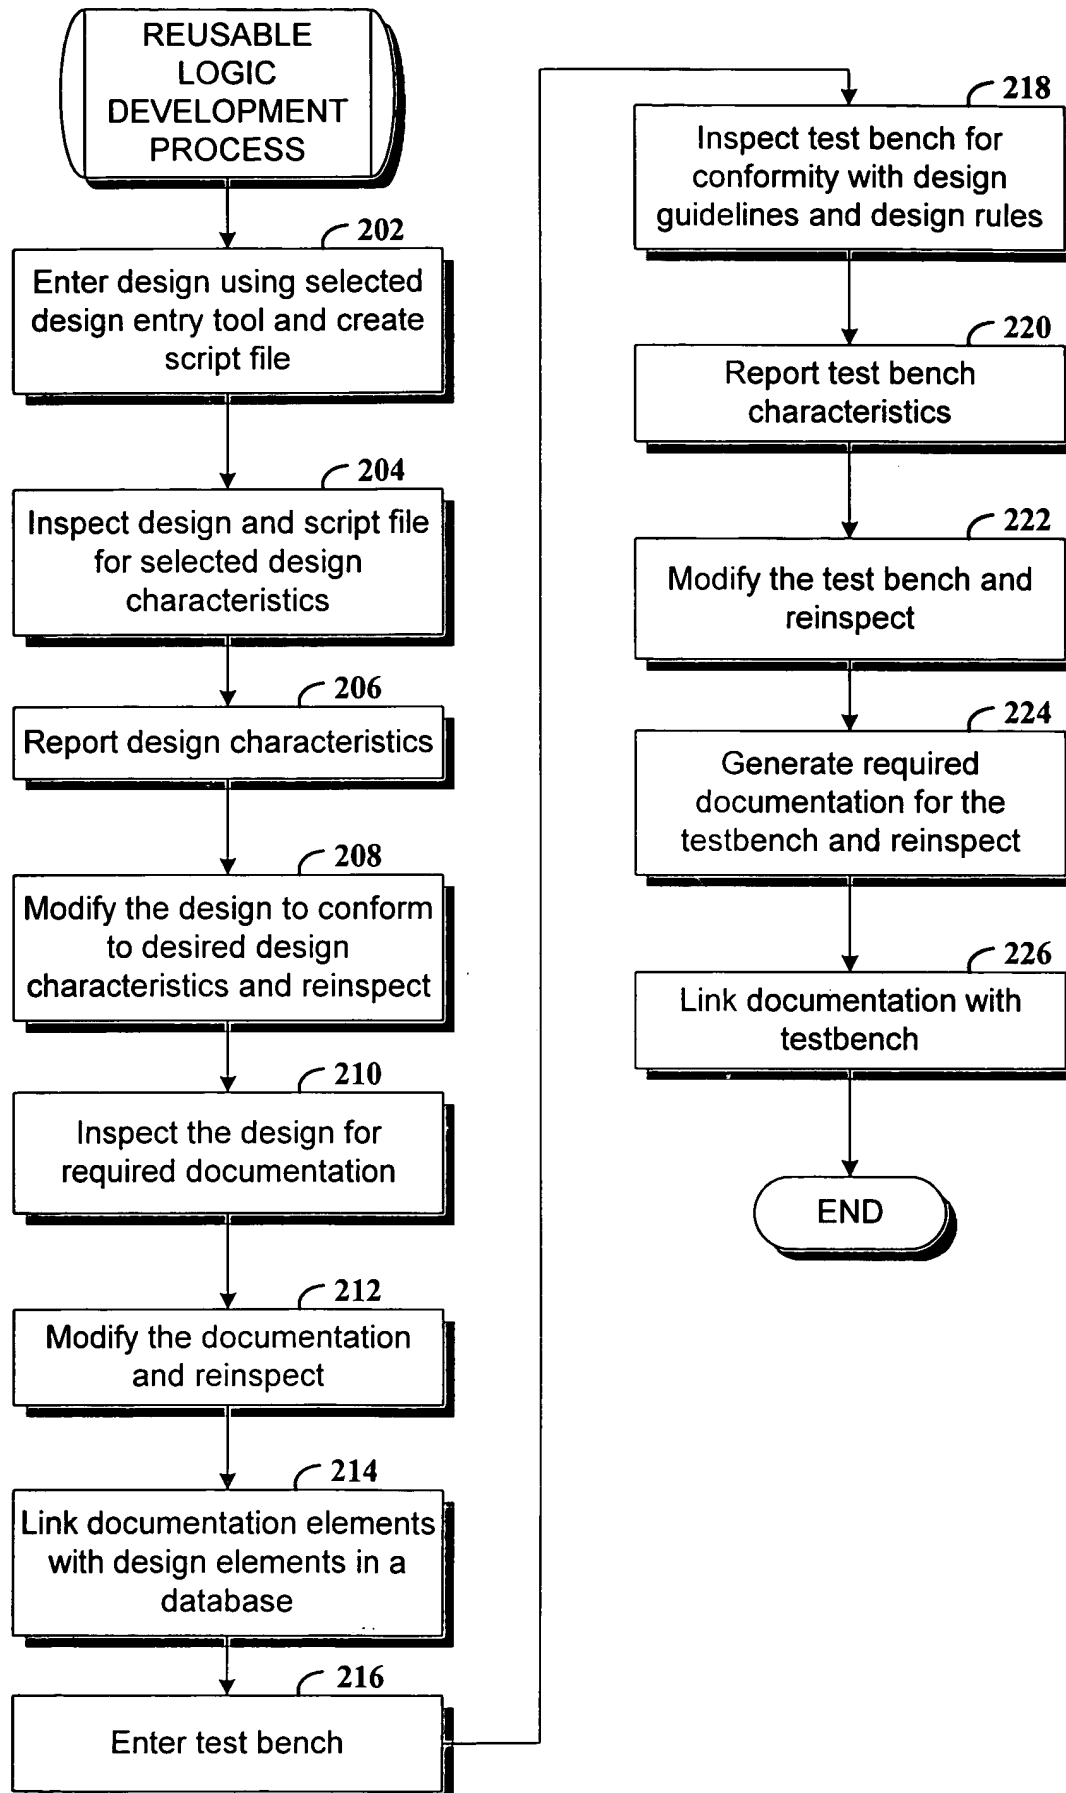 REUSABLE
LOGIC
DEVELOPMENT
PROCESS
202
Enter design using selected
design entry tool and create
script file
204
Inspect design and script file
for selected design
characteristics
206
Report design characteristics
208
Modify the design to conform
to desired design
characteristics and reinspect
210
Inspect the design for
required documentation
212
Modify the documentation
and reinspect
214
Link documentation elements
with design elements in a
database
216
Enter test bench
218
Inspect test bench for
conformity with design
guidelines and design rules
220
Report test bench
characteristics
222
Modify the test bench and
reinspect
224
Generate required
documentation for the
testbench and reinspect
226
Link documentation with
testbench
END